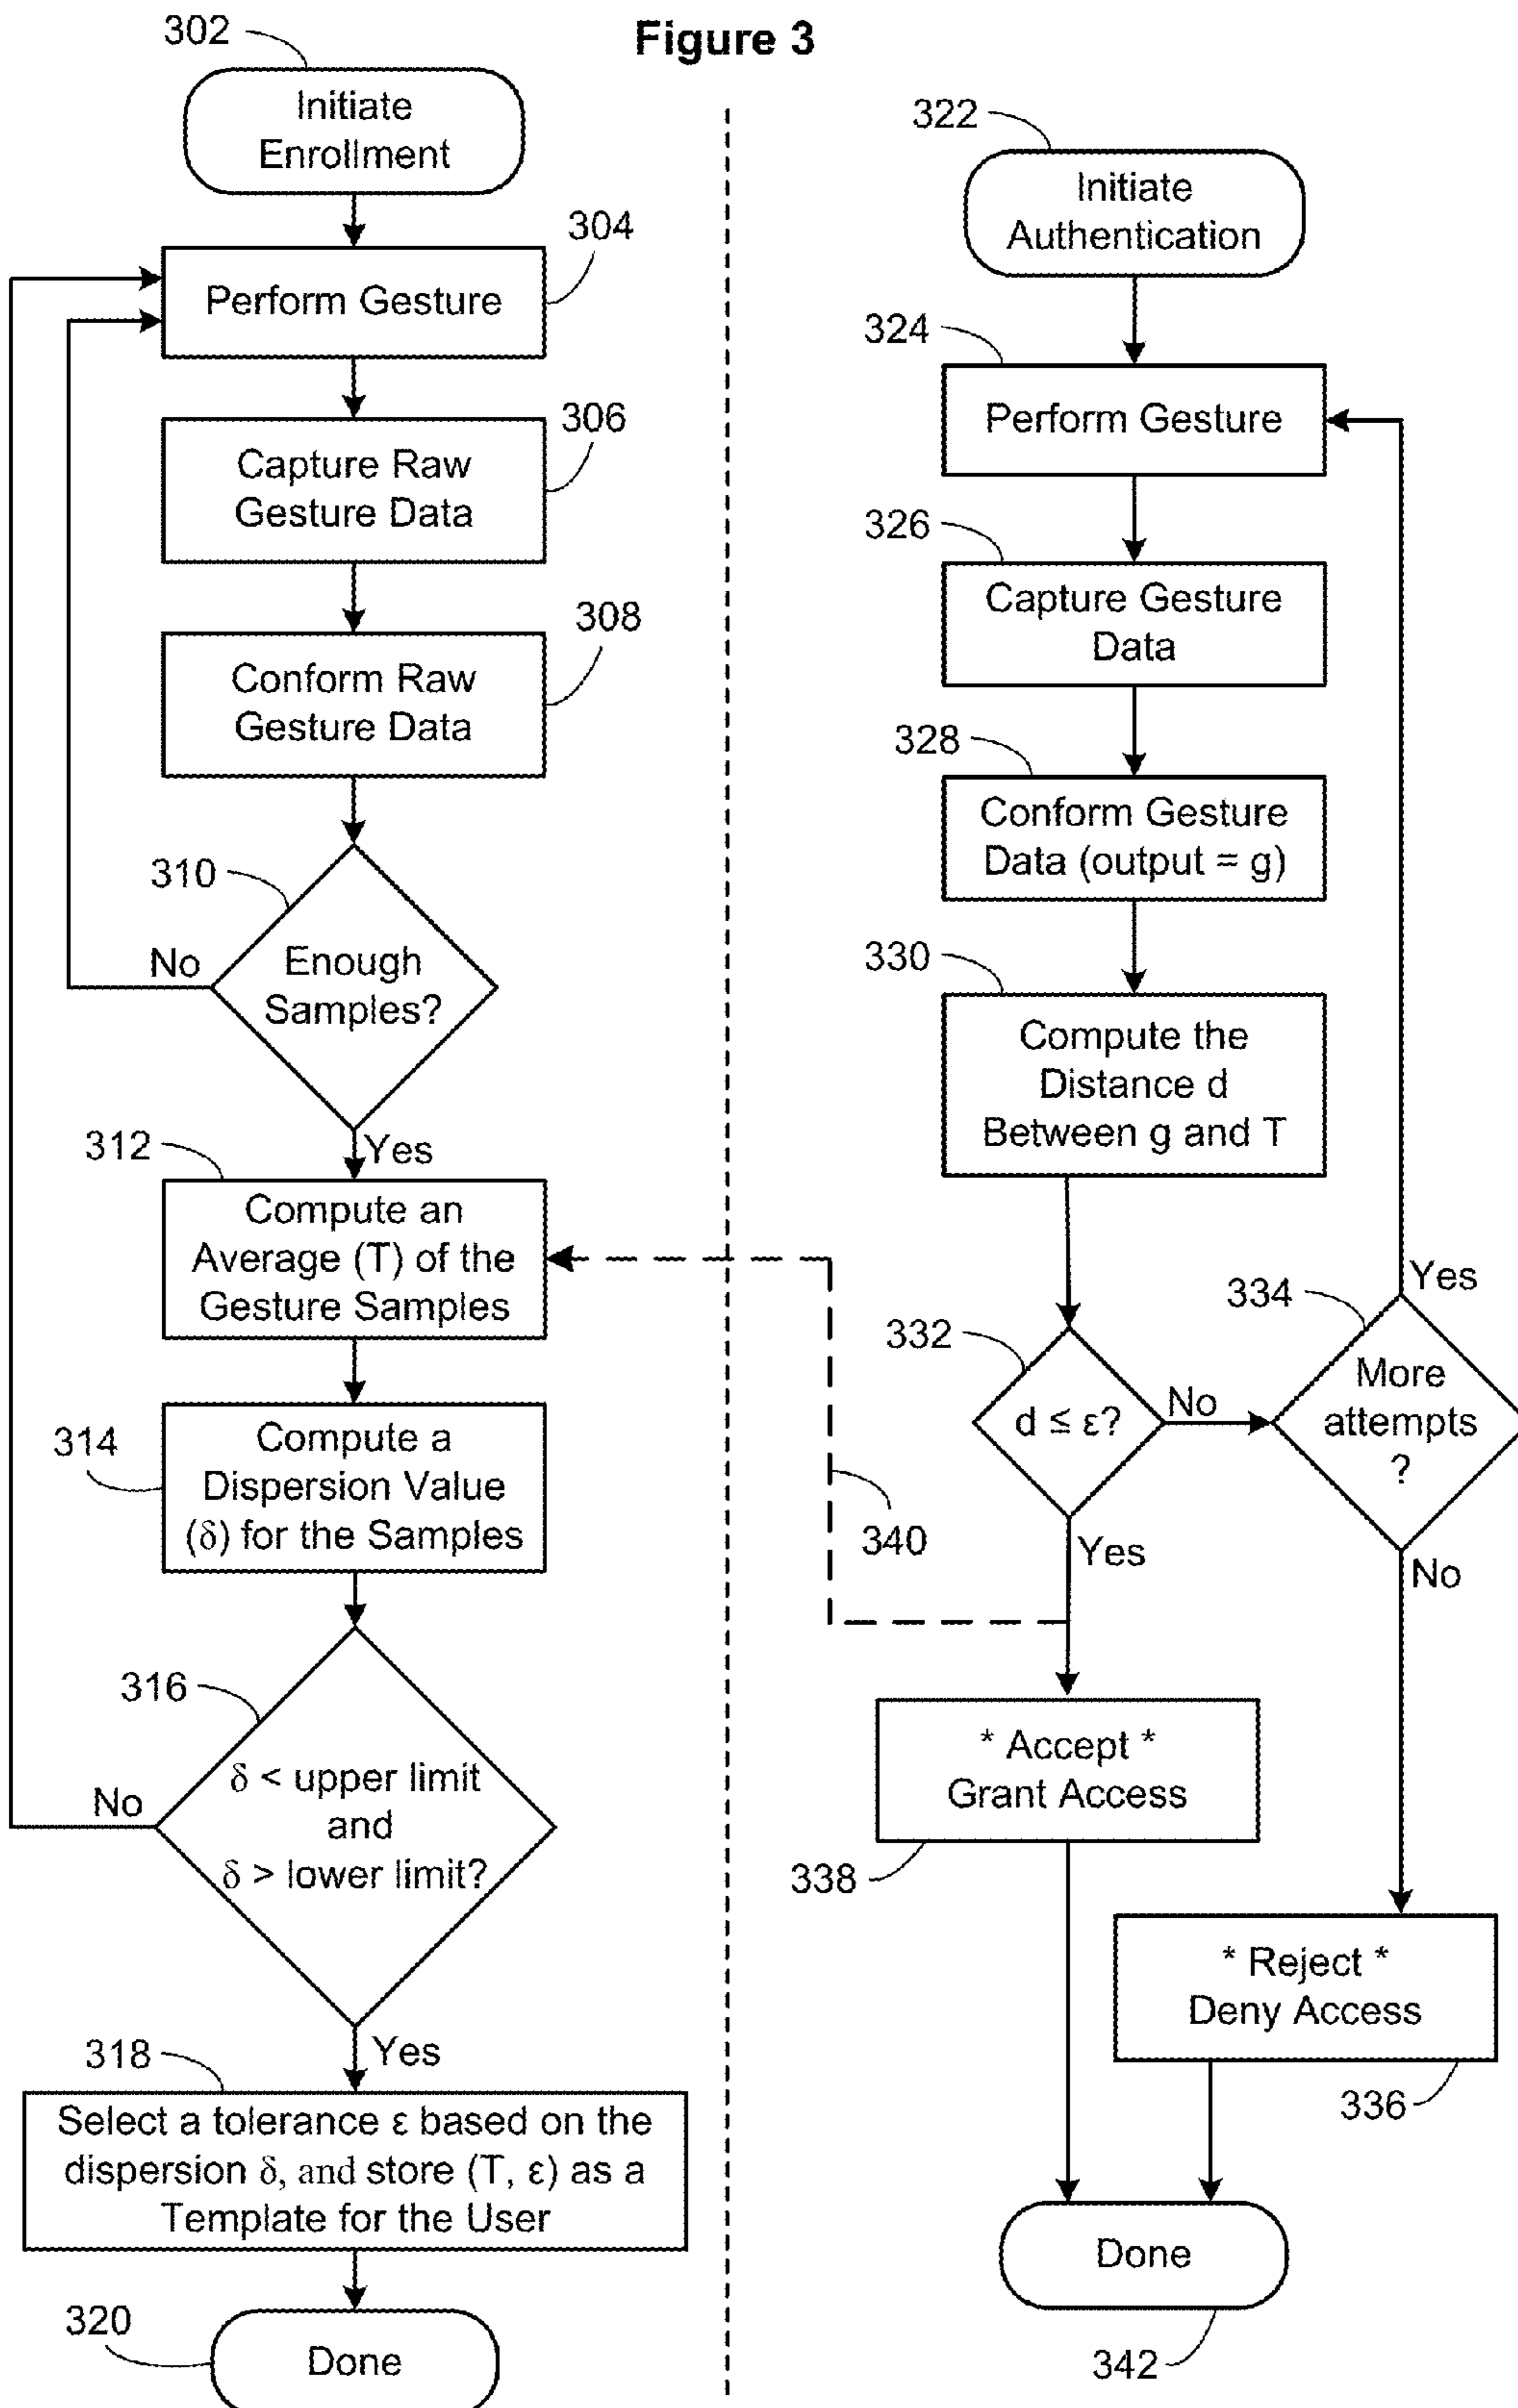 Figure 3
302
Initiate
Enrollment
304
Perform Gesture
306
Capture Raw
Gesture Data
308
Conform Raw
Gesture Data
310
Enough
Samples?
No
Yes
312
Compute an
Average (T) of the
Gesture Samples
314
Compute a
Dispersion Value
(δ) for the Samples
316
δ < upper limit
and
δ > lower limit?
No
Yes
318
Select a tolerance ε based on the
dispersion δ, and store (T, ε) as a
Template for the User
320
Done
322
Initiate
Authentication
324
Perform Gesture
326
Capture Gesture
Data
328
Conform Gesture
Data (output = g)
330
Compute the
Distance d
Between g and T
332
d ≤ ε?
No
Yes
334
More
attempts
?
Yes
No
340
* Accept *
Grant Access
338
* Reject *
Deny Access
336
Done
342